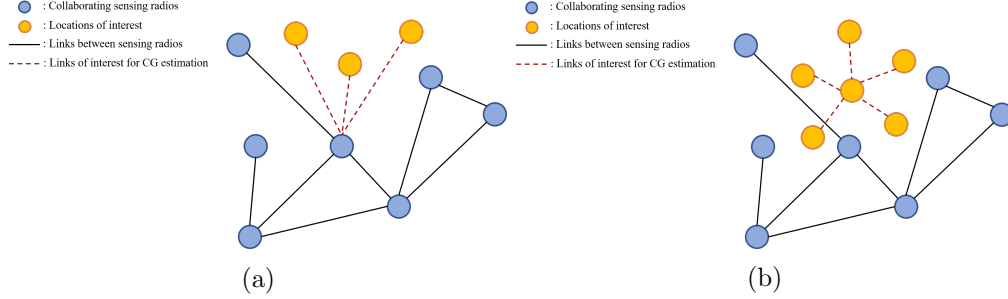 : Collaborating sensing radios
: Locations of interest
: Links between sensing radios
: Links of interest for CG estimation
(a)
: Collaborating sensing radios
: Locations of interest
: Links between sensing radios
: Links of interest for CG estimation
(b)